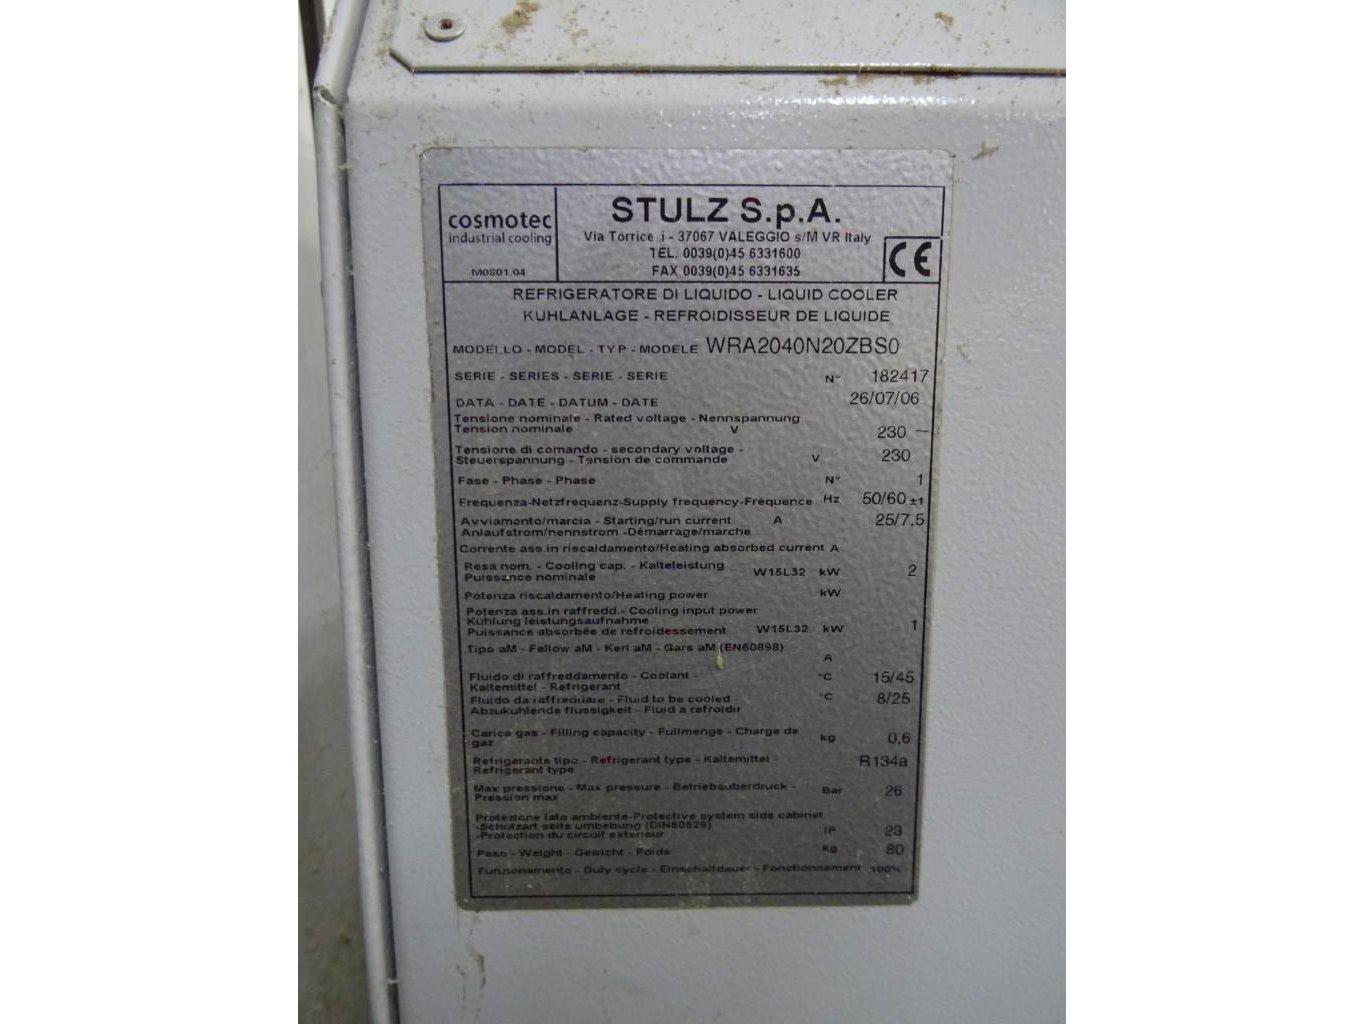 cosmotec
industrial cooling
M0801.04
STULZ S.p.A.
Via Torrice .i - 37067 VALEGGIO s/M VR Italy
TEL. 0039(0)45 6331600
FAX 0039(0)45 6331635
CE
REFRIGERATORE DI LIQUIDO - LIQUID COOLER
KUHLANLAGE - REFROIDISSEUR DE LIQUIDE
MODELLO - MODEL - TYP - MODELE WRA2040N20ZBS0
SERIE - SERIES - SERIE - SERIE N° 182417
DATA - DATE - DATUM - DATE 26/07/06
Tensione nominale - Rated voltage - Nennspannung
Tension nominale V 230 ~
Tensione di comando - secondary voltage -
Steuerspannung - Tension de commande V 230
Fase - Phase - Phase N° 1
Frequenza-Netzfrequenz-Supply frequency-Fréquence Hz 50/60 ±1
Avviamento/marcia - Starting/run current A 25/7,5
Anlaufstrom/nennstrom -Démarrage/marche
Corrente ass.in riscaldamento/Heating absorbed current A
Resa nom. - Cooling cap. - Kalteleistung
Puissance nominale W15L32 kW 2
Potenza riscaldamento/Heating power kW
Potenza ass.in raffredd.- Cooling input power
Kühlung leistungsaufnahme
Puissance absorbée de refroidessement W15L32 kW 1
Tipo aM - Fellow aM - Kerl aM - Gars aM (EN60898)
A
Fluido di raffreddamento - Coolant - °C 15/45
Kaltemittel - Refrigerant
Fluido da raffreddare - Fluid to be cooled °C 8/25
Abzukuhlende flussigkeit - Fluid a refroidir
Carica gas - Filling capacity - Fullmenge - Charge de
gaz kg 0,6
Refrigerante tipo - Refrigerant type - Kaltemittel - R134a
Refrigerant type
Max pressione - Max pressure - Betriebsuberdruck - Bar 26
Pression max
Protezione lato ambiente-Protective system side cabinet
-Schutzart seite umbebung (DIN60529)
-Protection du circuit exterieur IP 23
Peso - Weight - Gewicht - Poids kg 80
Funzionamento - Duty cycle - Einschaltdauer - Fonctionnement 100%